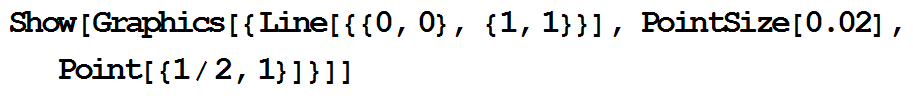 Show[Graphics[{Line[{{0, 0}, {1, 1}}], PointSize[0.02],
Point[{1/2, 1}]}]]